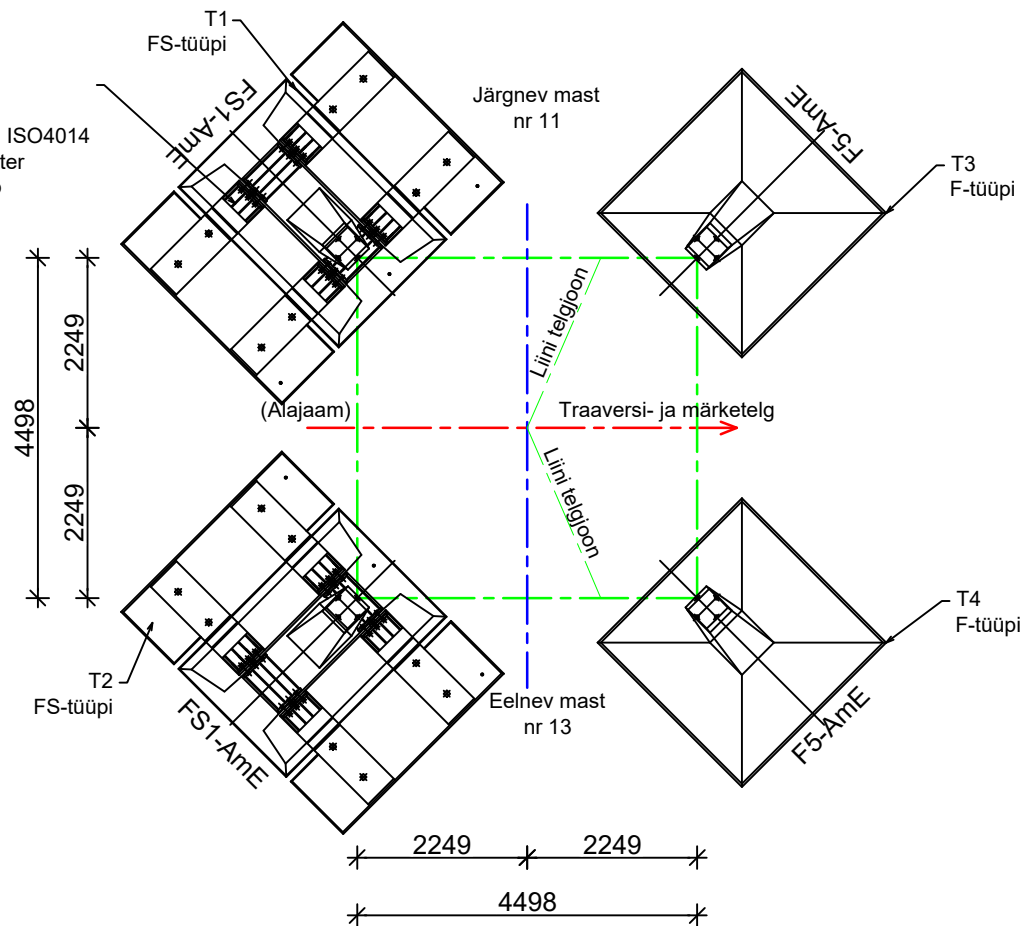 T1
FS-tüüpi
FS1-AmE
ISO4014
Järgnev mast
nr 11
F5-AmE
T3
F-tüüpi
2249
4498
2249
Liini telgjoon
(Alajaam)
Traaversi- ja märketelg
Liini telgjoon
T2
FS-tüüpi
FS1-AmE
Eelnev mast
nr 13
T4
F-tüüpi
F5-AmE
2249
2249
4498